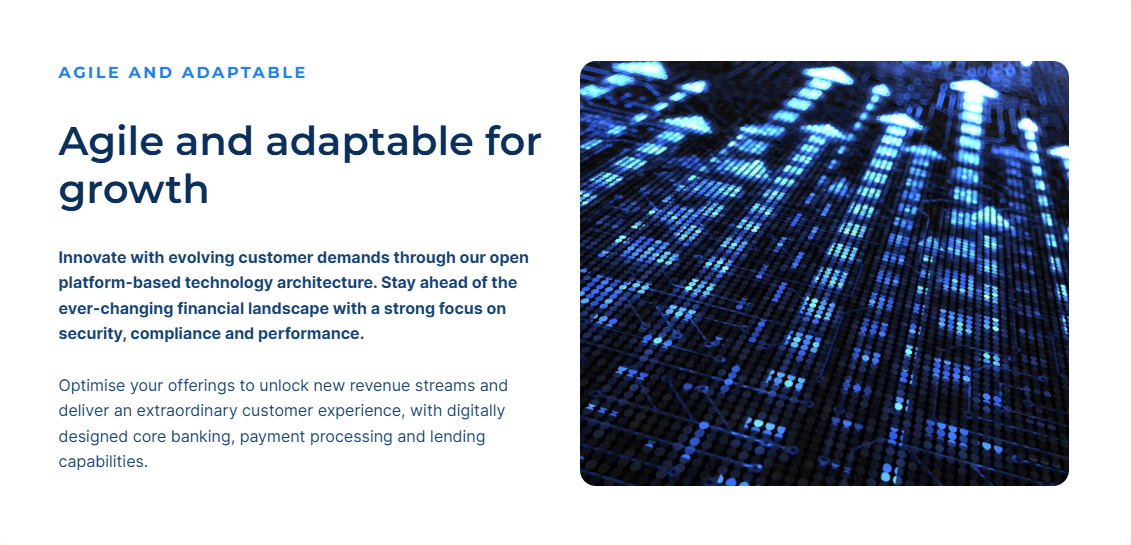 AGILE AND ADAPTABLE
Agile and adaptable for
growth
Innovate with evolving customer demands through our open
platform-based technology architecture. Stay ahead of the
ever-changing financial landscape with a strong focus on
security, compliance and performance.
Optimise your offerings to unlock new revenue streams and
deliver an extraordinary customer experience, with digitally
designed core banking, payment processing and lending
capabilities.